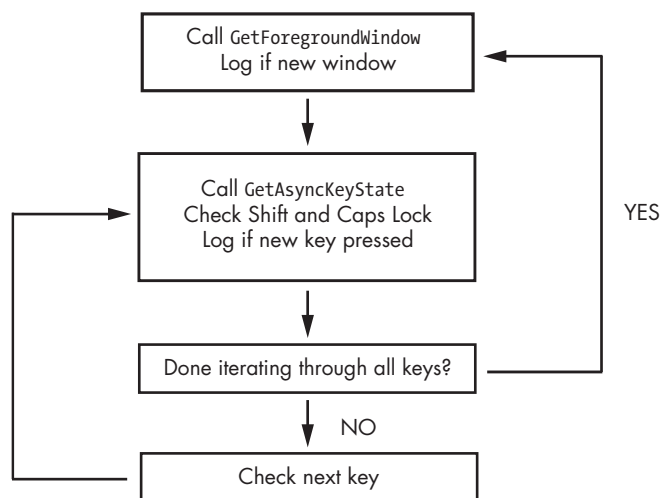 Call GetForegroundWindow
Log if new window
Call GetAsyncKeyState
Check Shift and Caps Lock
Log if new key pressed
YES
Done iterating through all keys?
NO
Check next key